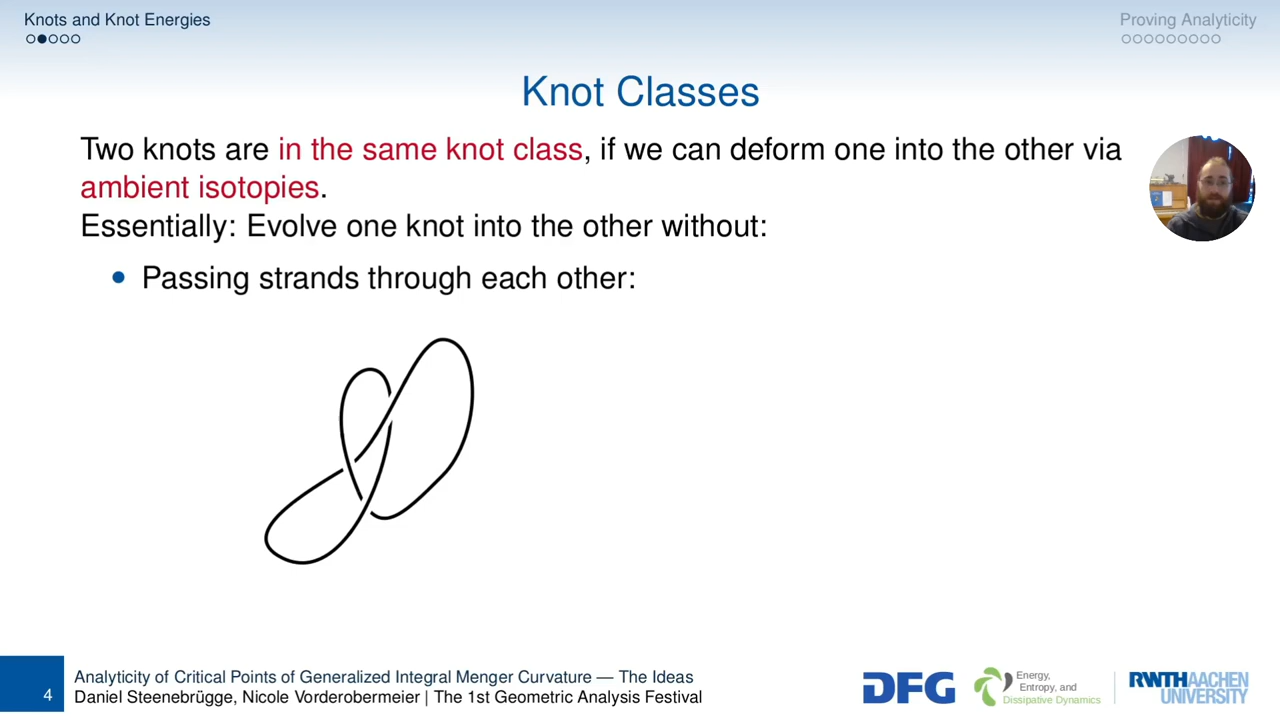 Knots and Knot Energies
Proving Analyticity
Knot Classes
Two knots are in the same knot class, if we can deform one into the other via
ambient isotopies.
Essentially: Evolve one knot into the other without:
• Passing strands through each other:
4
Analyticity of Critical Points of Generalized Integral Menger Curvature — The Ideas
Daniel Steenebrügge, Nicole Vorderobermeier | The 1st Geometric Analysis Festival
DFG
Energy,
Entropy, and
Dissipative Dynamics
RWTH AACHEN
UNIVERSITY